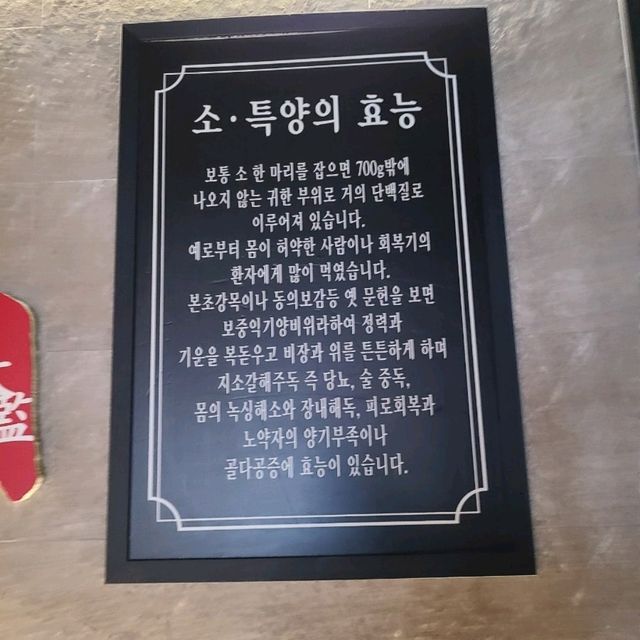 소·특양의 효능
보통 소 한 마리를 잡으면 700g밖에
나오지 않는 귀한 부위로 거의 단백질로
이루어져 있습니다.
예로부터 몸이 허약한 사람이나 회복기의
환자에게 많이 먹였습니다.
본초강목이나 동의보감등 옛 문헌을 보면
보중익기양비위라하여 정력과
기운을 복돋우고 비장과 위를 튼튼하게 하며
지소갈해주독 즉 당뇨, 술 중독,
몸의 녹싱해소와 장내해독, 피로회복과
노약자의 양기부족이나
골다공증에 효능이 있습니다.